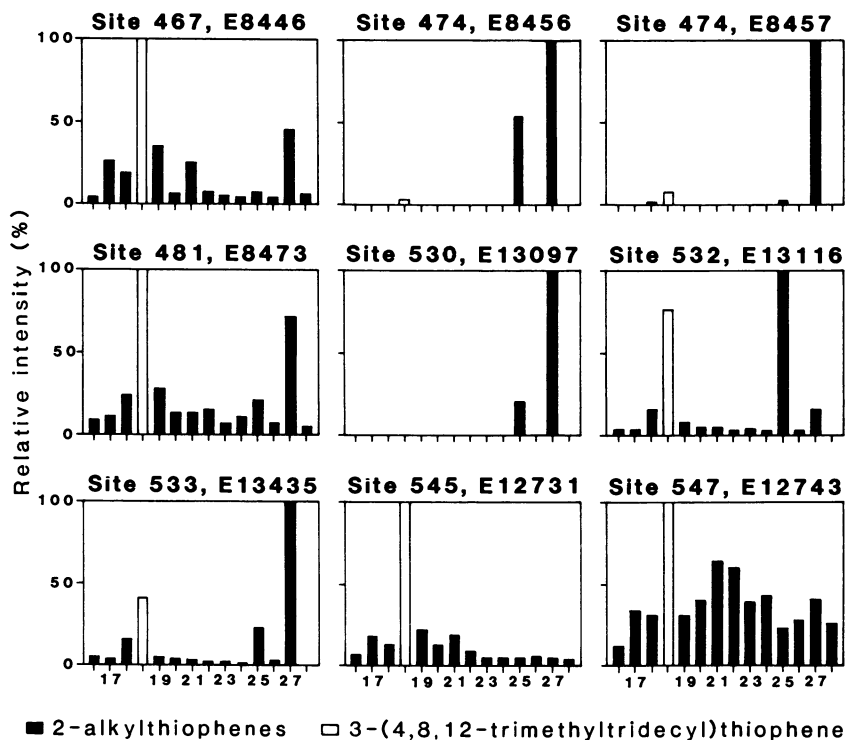 Site 467, E8446 Site 474, E8456 Site 474, E8457
100
50
0
Site 481, E8473 Site 530, E13097 Site 532, E13116
100
50
0
Site 533, E13435 Site 545, E12731 Site 547, E12743
100
50
0
Relative intensity (%)
17 19 21 23 25 27 17 19 21 23 25 27 17 19 21 23 25 27
2-alkylthiophenes 3-(4,8,12-trimethyltridecyl)thiophene